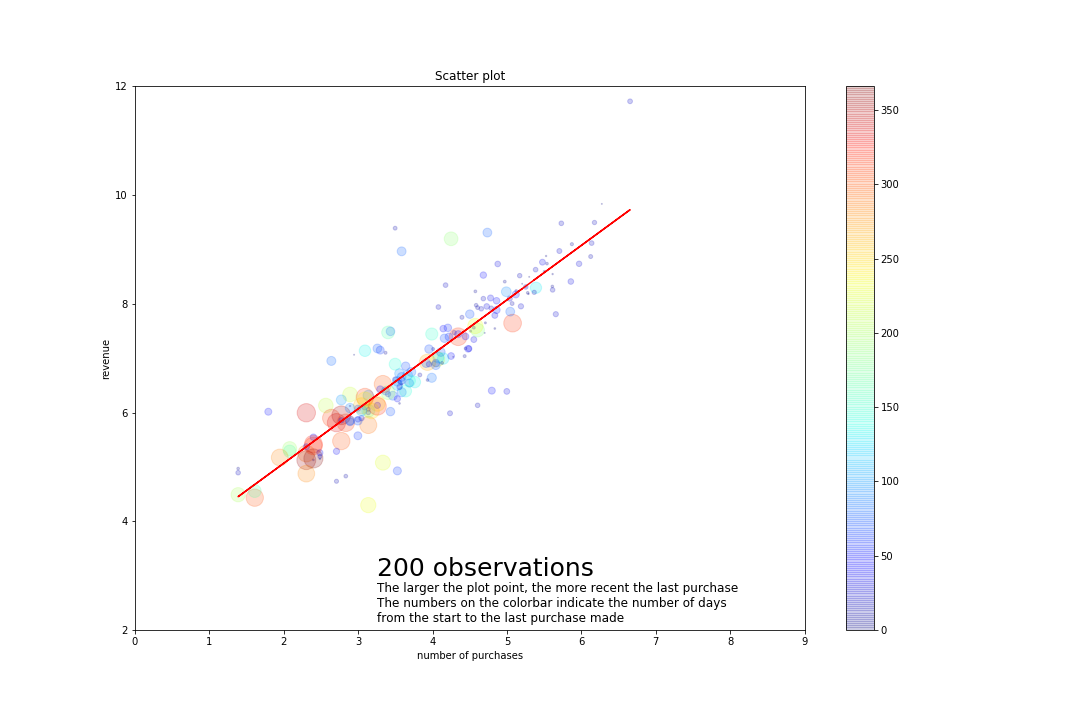 Scatter plot
12
10
8
6
4
2
revenue
0 1 2 3 4 5 6 7 8 9
number of purchases
200 observations
The larger the plot point, the more recent the last purchase
The numbers on the colorbar indicate the number of days
from the start to the last purchase made
350
300
250
200
150
100
50
0